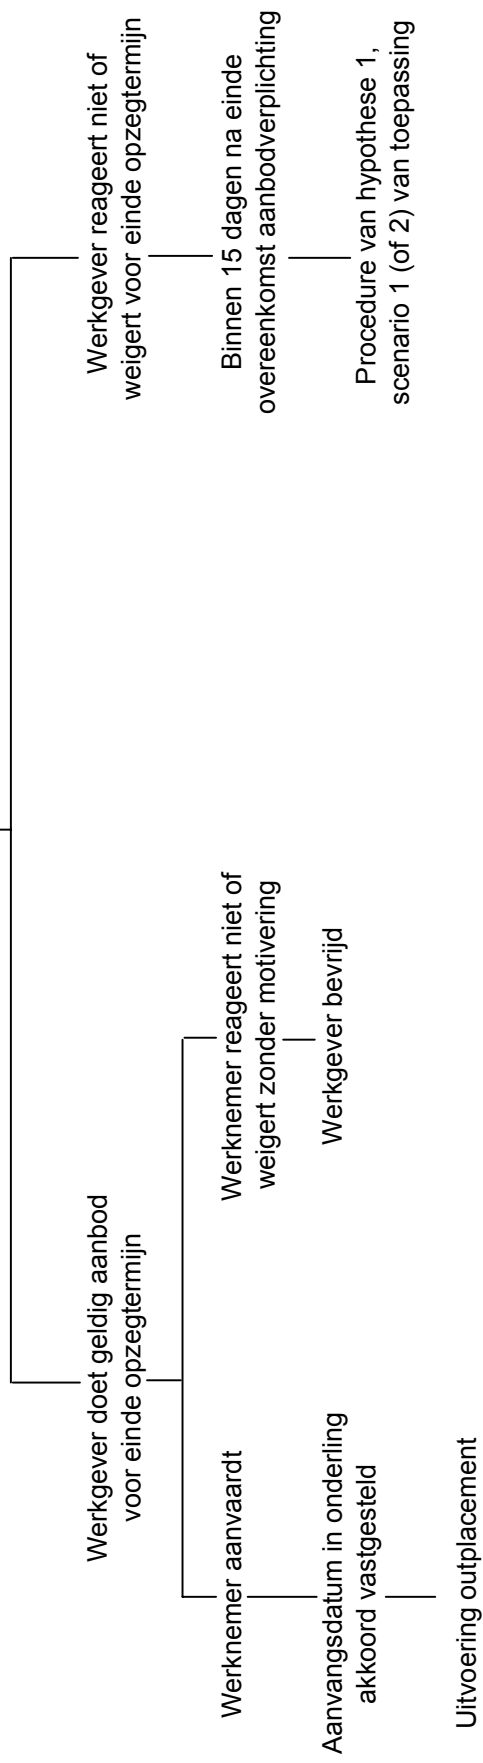 Werkgever doet geldig aanbod
voor einde opzegtermijn
Werkgever reageert niet of
weigert voor einde opzegtermijn
Werknemer aanvaardt
Werknemer reageert niet of
weigert zonder motivering
Binnen 15 dagen na einde
overeenkomst aanbodverplichting
Aanvangsdatum in onderling
akkoord vastgesteld
Werkgever bevrijd
Procedure van hypothese 1,
scenario 1 (of 2) van toepassing
Uitvoering outplacement